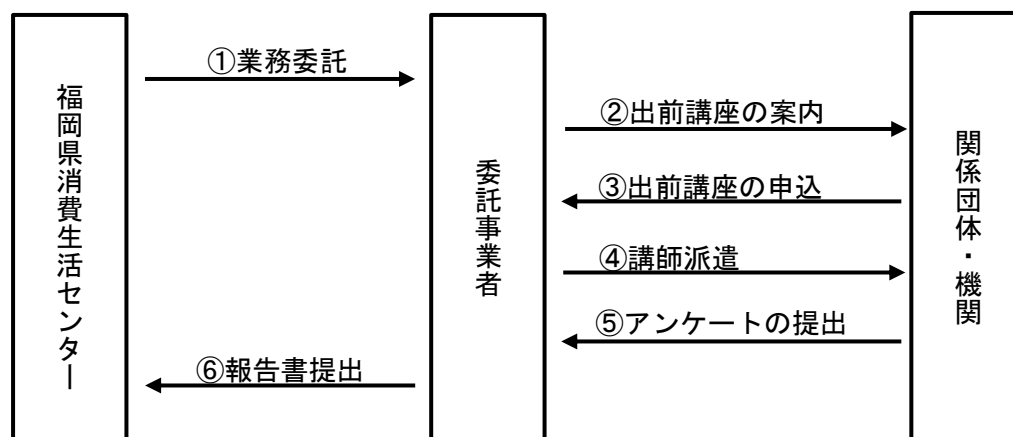 福岡県消費生活センター
①業務委託
⑥報告書提出
委託事業者
②出前講座の案内
③出前講座の申込
④講師派遣
⑤アンケートの提出
関係団体・機関